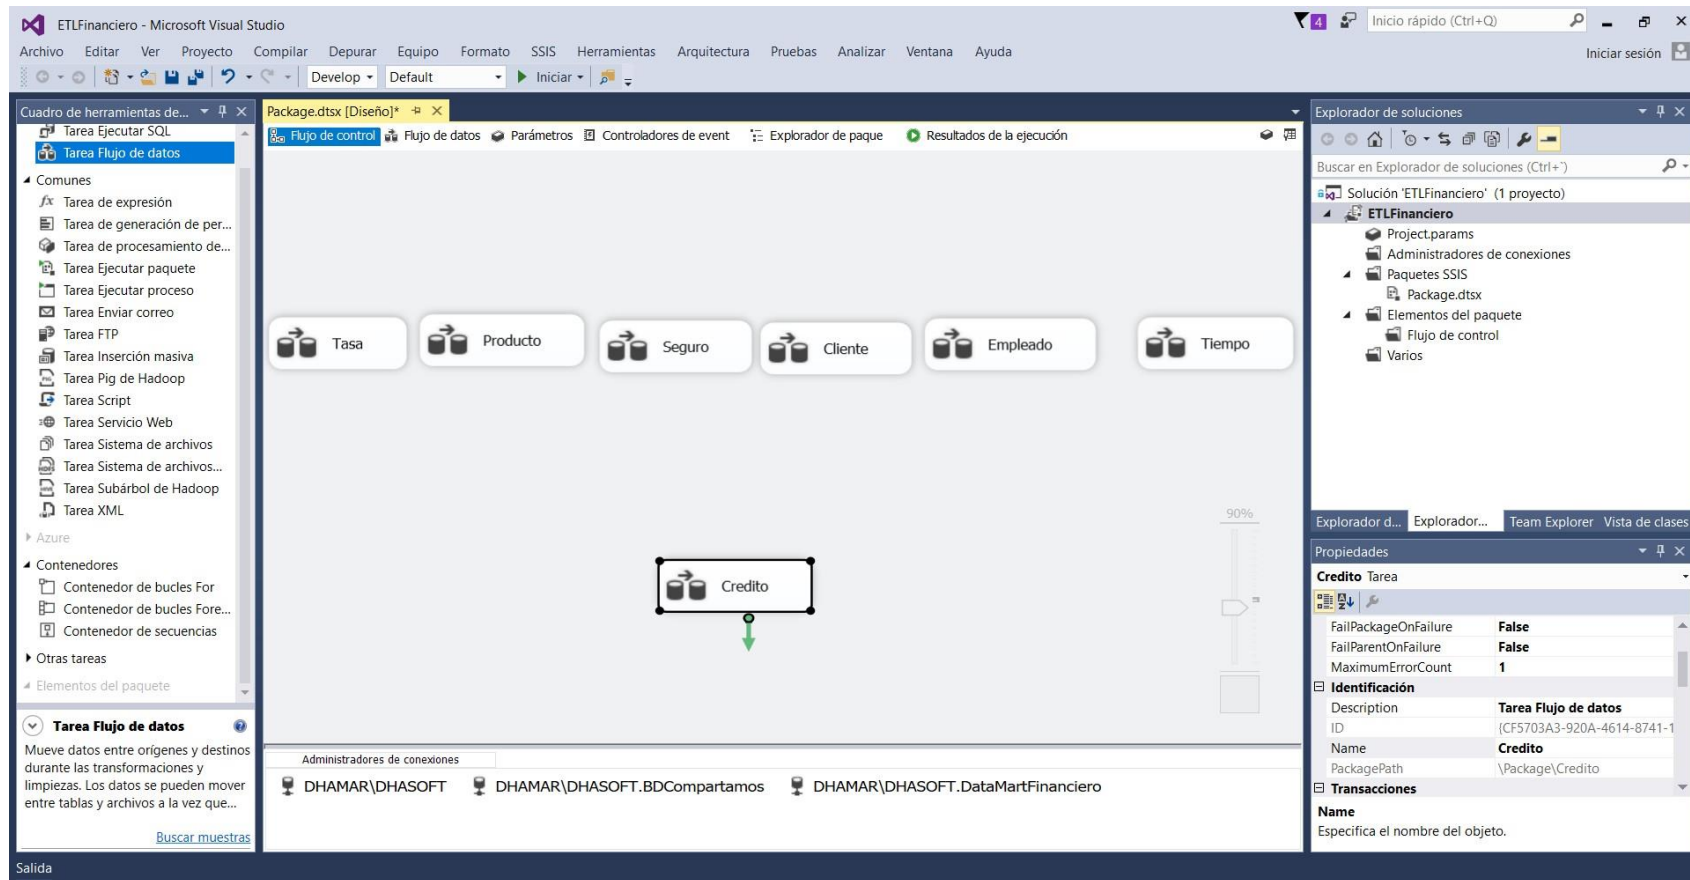 ETLFinanciero - Microsoft Visual Studio
4
Inicio rápido (Ctrl+Q)
Archivo Editar Ver Proyecto Compilar Depurar Equipo Formato SSIS Herramientas Arquitectura Pruebas Analizar Ventana Ayuda
Iniciar sesión
Develop Default Iniciar
Cuadro de herramientas de...
Tarea Ejecutar SQL
Tarea Flujo de datos
Comunes
Tarea de expresión
Tarea de generación de per...
Tarea de procesamiento de...
Tarea Ejecutar paquete
Tarea Ejecutar proceso
Tarea Enviar correo
Tarea FTP
Tarea Inserción masiva
Tarea Pig de Hadoop
Tarea Script
Tarea Servicio Web
Tarea Sistema de archivos
Tarea Sistema de archivos...
Tarea Subárbol de Hadoop
Tarea XML
Azure
Contenedores
Contenedor de bucles For
Contenedor de bucles Fore...
Contenedor de secuencias
Otras tareas
Elementos del paquete
Tarea Flujo de datos
Mueve datos entre orígenes y destinos
durante las transformaciones y
limpiezas. Los datos se pueden mover
entre tablas y archivos a la vez que...
Buscar muestras
Package.dtsx [Diseño]*
Flujo de control Flujo de datos Parámetros Controladores de event Explorador de paque Resultados de la ejecución
Tasa Producto Seguro Cliente Empleado Tiempo
90%
Credito
Administradores de conexiones
DHAMAR\DHASOFT DHAMAR\DHASOFT.BDCompartamos DHAMAR\DHASOFT.DataMartFinanciero
Explorador de soluciones
Buscar en Explorador de soluciones (Ctrl+¨)
Solución 'ETLFinanciero' (1 proyecto)
ETLFinanciero
Project.params
Administradores de conexiones
Paquetes SSIS
Package.dtsx
Elementos del paquete
Flujo de control
Varios
Explorador d... Explorador... Team Explorer Vista de clases
Propiedades
Credito Tarea
FailPackageOnFailure False
FailParentOnFailure False
MaximumErrorCount 1
Identificación
Description Tarea Flujo de datos
ID {CF5703A3-920A-4614-8741-1
Name Credito
PackagePath \Package\Credito
Transacciones
Name
Especifica el nombre del objeto.
Salida